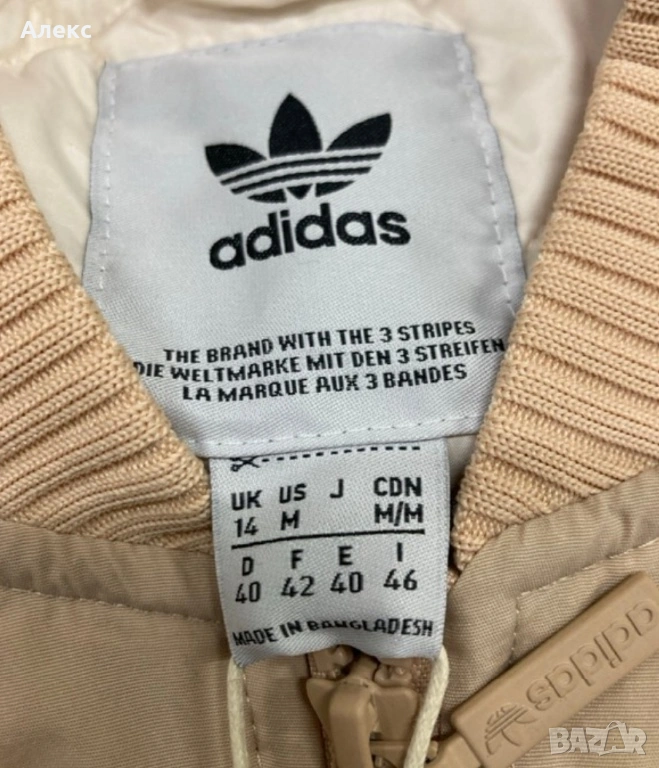 Алекс
adidas
THE BRAND WITH THE 3 STRIPES
DIE WELTMARKE MIT DEN 3 STREIFEN
LA MARQUE AUX 3 BANDES
UK US J CDN
14 M M/M
D F E I
40 42 40 46
MADE IN BANGLADESH
adidas
BAZAR